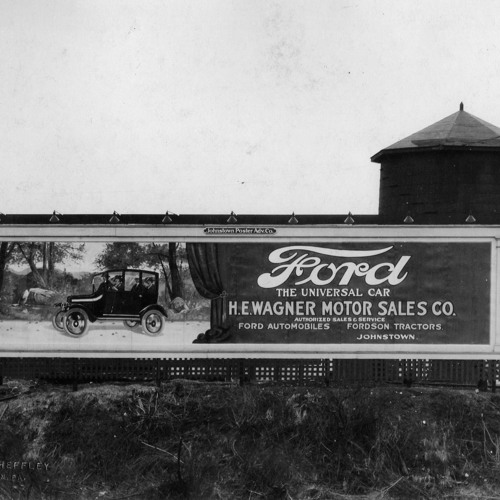 Johnstown Poster Adv. Co.
Ford
THE UNIVERSAL CAR
H.E.WAGNER MOTOR SALES CO.
AUTHORIZED SALES & SERVICE
FORD AUTOMOBILES FORDSON TRACTORS
JOHNSTOWN
HEFFLEY